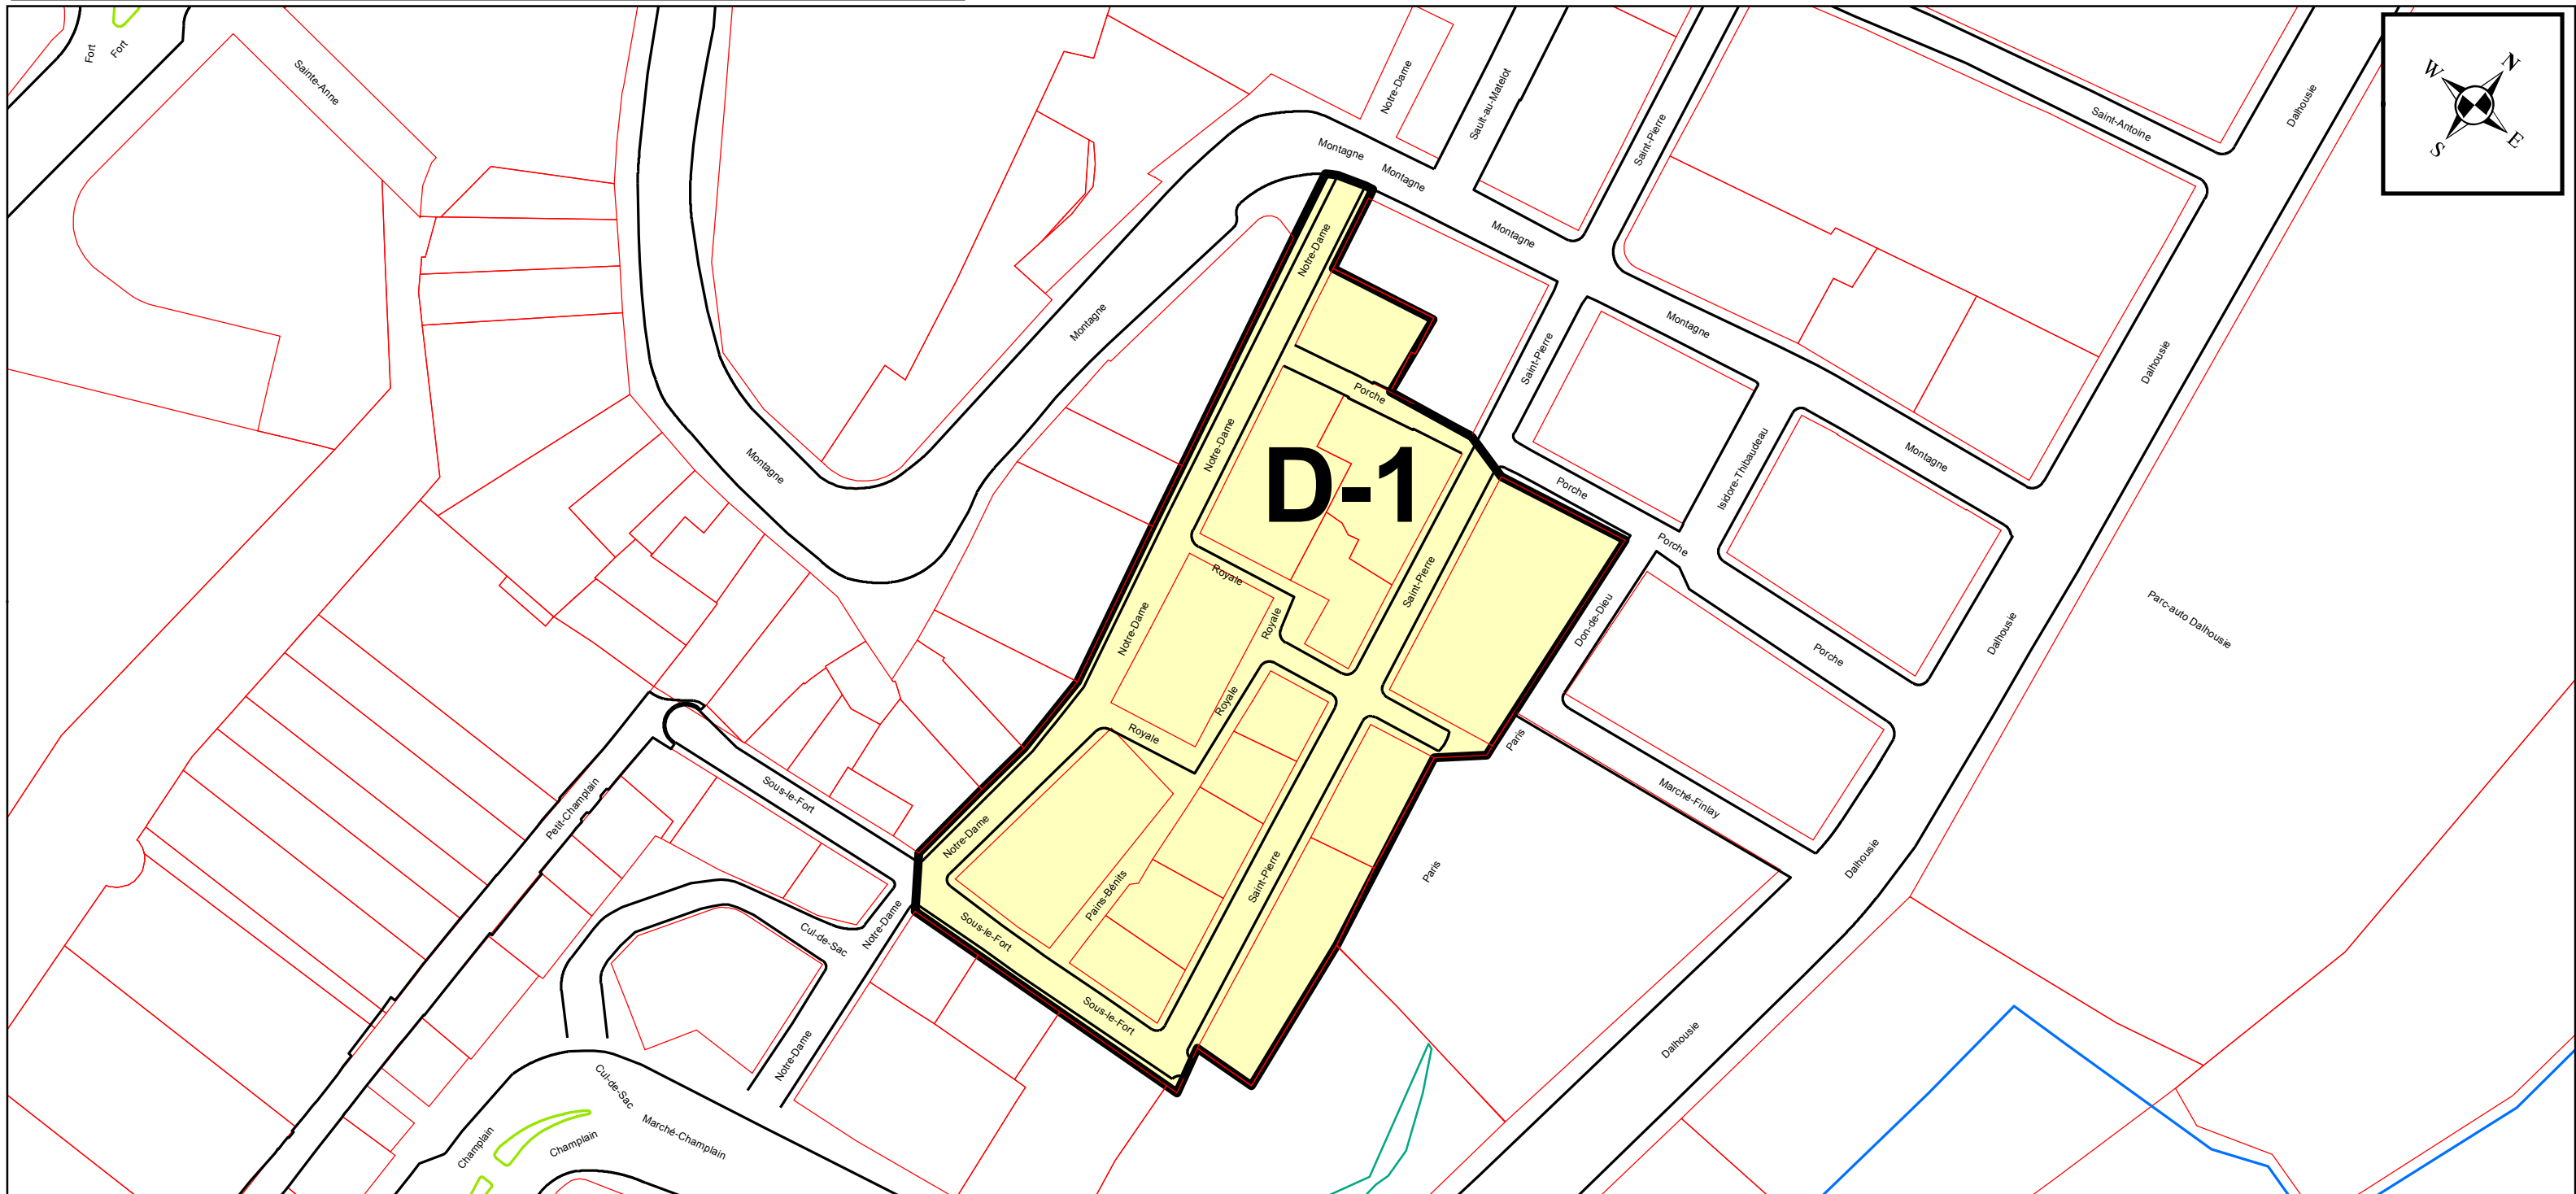 Fort
Fort
Sainte-Anne
Notre-Dame
Sault-au-Matelot
Saint-Pierre
Saint-Antoine
Dalhousie
W
N
S
E
Montagne
Montagne
Montagne
Notre-Dame
Montagne
Montagne
Saint-Pierre
Dalhousie
Porche
Notre-Dame
D-1
Montagne
Montagne
Isidore-Thibaudeau
Porche
Porche
Royale
Saint-Pierre
Royale
Notre-Dame
Don-de-Dieu
Dalhousie
Parc-auto Dalhousie
Porche
Royale
Royale
Paris
Petit-Champlain
Sous-le-Fort
Marché-Finlay
Notre-Dame
Dalhousie
Paris
Pains-Bénits
Saint-Pierre
Notre-Dame
Cul-de-Sac
Sous-le-Fort
Sous-le-Fort
Dalhousie
Notre-Dame
Cul-de-Sac
Marché-Champlain
Champlain
Champlain